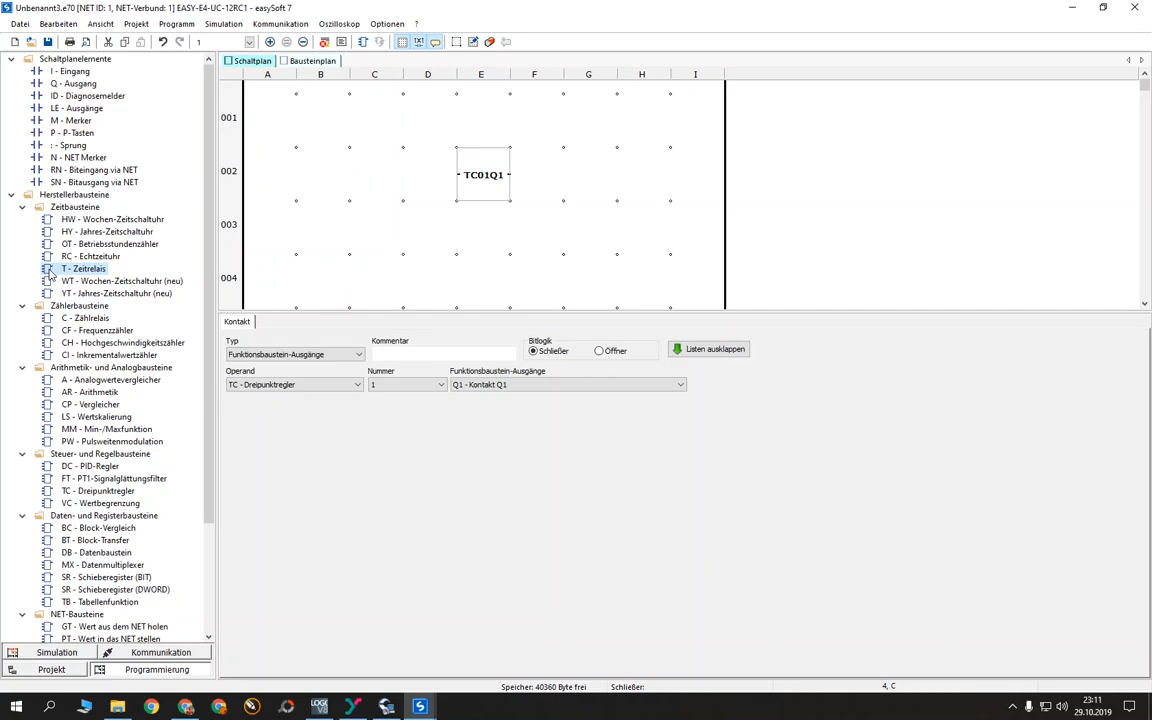 Unbenannt3.e70 [NET ID: 1, NET-Verbund: 1] EASY-E4-UC-12RC1 - easySoft 7
Datei Bearbeiten Ansicht Projekt Programm Simulation Kommunikation Oszilloskop Optionen ?
1
Schaltplanelemente
I - Eingang
Q - Ausgang
ID - Diagnosemelder
LE - Ausgänge
M - Merker
P - P-Tasten
: - Sprung
N - NET Merker
RN - Biteingang via NET
SN - Bitausgang via NET
Herstellerbausteine
Zeitbausteine
HW - Wochen-Zeitschaltuhr
HY - Jahres-Zeitschaltuhr
OT - Betriebsstundenzähler
RC - Echtzeituhr
T - Zeitrelais
WT - Wochen-Zeitschaltuhr (neu)
YT - Jahres-Zeitschaltuhr (neu)
Zählerbausteine
C - Zählrelais
CF - Frequenzzähler
CH - Hochgeschwindigkeitszähler
CI - Inkrementalwertzähler
Arithmetik- und Analogbausteine
A - Analogwertevergleicher
AR - Arithmetik
CP - Vergleicher
LS - Wertskalierung
MM - Min-/Maxfunktion
PW - Pulsweitenmodulation
Steuer- und Regelbausteine
DC - PID-Regler
FT - PT1-Signalglättungsfilter
TC - Dreipunktregler
VC - Wertbegrenzung
Daten- und Registerbausteine
BC - Block-Vergleich
BT - Block-Transfer
DB - Datenbaustein
MX - Datenmultiplexer
SR - Schieberegister (BIT)
SR - Schieberegister (DWORD)
TB - Tabellenfunktion
NET-Bausteine
GT - Wert aus dem NET holen
PT - Wert in das NET stellen
Simulation Kommunikation
Projekt Programmierung
Schaltplan Bausteinplan
A B C D E F G H I
001
002
TC01Q1
003
004
Kontakt
Typ Kommentar Bitlogik
Funktionsbaustein-Ausgänge Schließer Öffner Listen ausklappen
Operand Nummer Funktionsbaustein-Ausgänge
TC - Dreipunktregler 1 Q1 - Kontakt Q1
Speicher: 40360 Byte frei Schließer: 4, C
23:11
29.10.2019